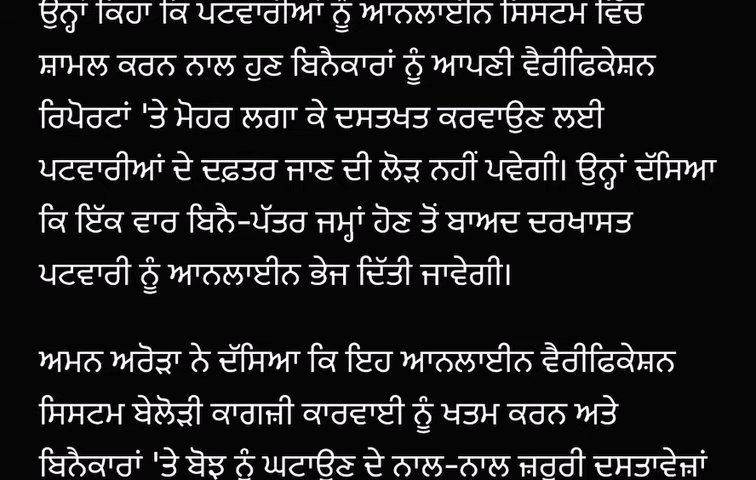 ਉਨ੍ਹਾਂ ਕਿਹਾ ਕਿ ਪਟਵਾਰੀਆਂ ਨੂੰ ਆਨਲਾਈਨ ਸਿਸਟਮ ਵਿੱਚ
ਸ਼ਾਮਲ ਕਰਨ ਨਾਲ ਹੁਣ ਬਿਨੈਕਾਰਾਂ ਨੂੰ ਆਪਣੀ ਵੈਰੀਫਿਕੇਸ਼ਨ
ਰਿਪੋਰਟਾਂ 'ਤੇ ਮੋਹਰ ਲਗਾ ਕੇ ਦਸਤਖਤ ਕਰਵਾਉਣ ਲਈ
ਪਟਵਾਰੀਆਂ ਦੇ ਦਫ਼ਤਰ ਜਾਣ ਦੀ ਲੋੜ ਨਹੀਂ ਪਵੇਗੀ। ਉਨ੍ਹਾਂ ਦੱਸਿਆ
ਕਿ ਇੱਕ ਵਾਰ ਬਿਨੈ-ਪੱਤਰ ਜਮ੍ਹਾਂ ਹੋਣ ਤੋਂ ਬਾਅਦ ਦਰਖਾਸਤ
ਪਟਵਾਰੀ ਨੂੰ ਆਨਲਾਈਨ ਭੇਜ ਦਿੱਤੀ ਜਾਵੇਗੀ।
ਅਮਨ ਅਰੋੜਾ ਨੇ ਦੱਸਿਆ ਕਿ ਇਹ ਆਨਲਾਈਨ ਵੈਰੀਫਿਕੇਸ਼ਨ
ਸਿਸਟਮ ਬੇਲੋੜੀ ਕਾਗਜ਼ੀ ਕਾਰਵਾਈ ਨੂੰ ਖਤਮ ਕਰਨ ਅਤੇ
ਬਿਨੈਕਾਰਾਂ 'ਤੇ ਬੋਝ ਨੂੰ ਘਟਾਉਣ ਦੇ ਨਾਲ-ਨਾਲ ਜ਼ਰੂਰੀ ਦਸਤਾਵੇਜ਼ਾਂ